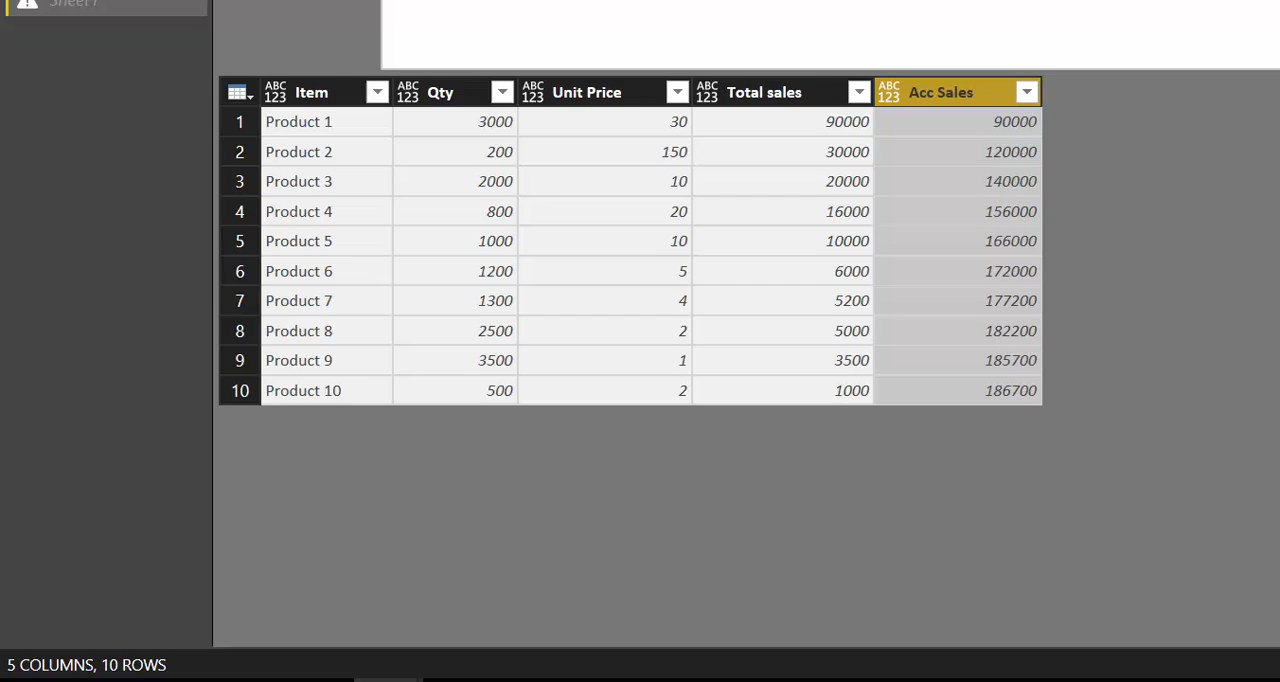 Sheet1
ABC 123 Item ABC 123 Qty ABC 123 Unit Price ABC 123 Total sales ABC 123 Acc Sales
1 Product 1 3000 30 90000 90000
2 Product 2 200 150 30000 120000
3 Product 3 2000 10 20000 140000
4 Product 4 800 20 16000 156000
5 Product 5 1000 10 10000 166000
6 Product 6 1200 5 6000 172000
7 Product 7 1300 4 5200 177200
8 Product 8 2500 2 5000 182200
9 Product 9 3500 1 3500 185700
10 Product 10 500 2 1000 186700
5 COLUMNS, 10 ROWS